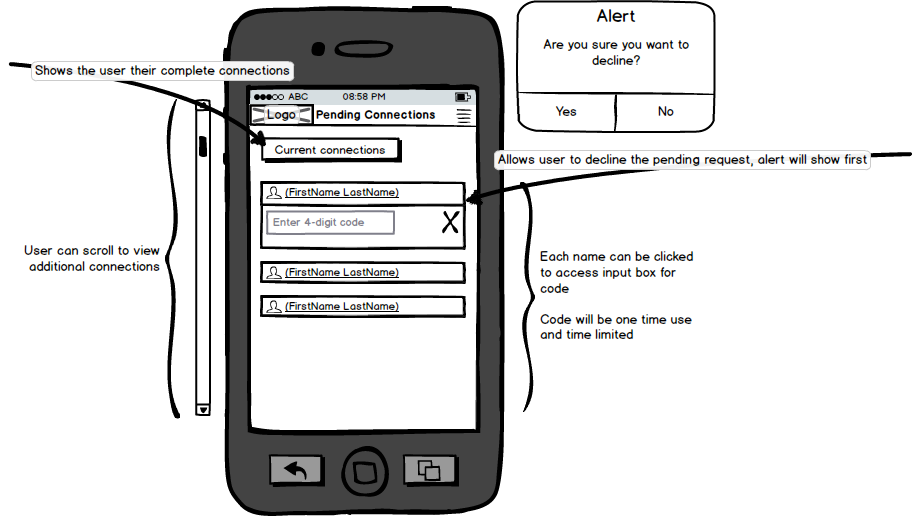 Alert
Are you sure you want to
decline?
Yes
No
Shows the user their complete connections
ABC
08:58 PM
Logo
Pending Connections
Current connections
Allows user to decline the pending request, alert will show first
(FirstName LastName)
Enter 4-digit code
X
User can scroll to view
additional connections
(FirstName LastName)
(FirstName LastName)
Each name can be clicked
to access input box for
code
Code will be one time use
and time limited